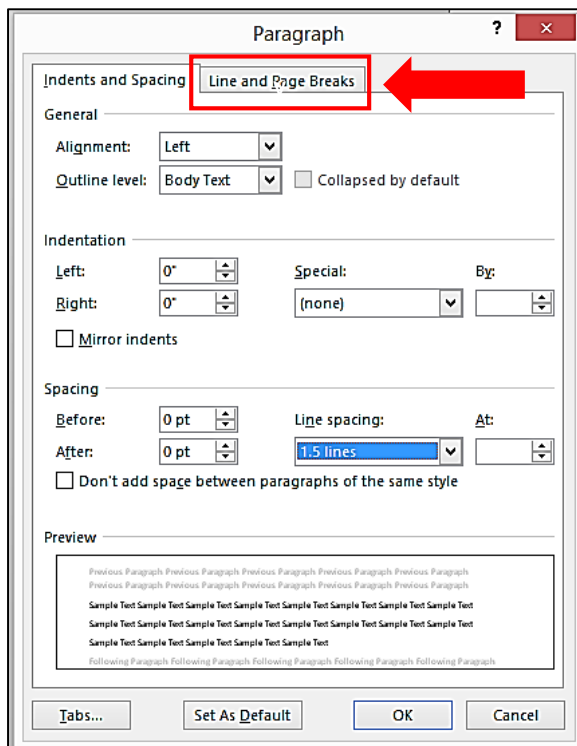 Paragraph ? ×
Indents and Spacing Line and Page Breaks
General
Alignment: Left
Outline level: Body Text Collapsed by default
Indentation
Left: 0" Special: By:
Right: 0" (none)
Mirror indents
Spacing
Before: 0 pt Line spacing: At:
After: 0 pt 1.5 lines
Don't add space between paragraphs of the same style
Preview
Previous Paragraph Previous Paragraph Previous Paragraph Previous Paragraph Previous Paragraph
Previous Paragraph Previous Paragraph Previous Paragraph Previous Paragraph Previous Paragraph
Sample Text Sample Text Sample Text Sample Text Sample Text Sample Text Sample Text Sample Text
Sample Text Sample Text Sample Text Sample Text Sample Text Sample Text Sample Text Sample Text
Sample Text Sample Text Sample Text Sample Text Sample Text
Following Paragraph Following Paragraph Following Paragraph Following Paragraph Following Paragraph
Tabs... Set As Default OK Cancel